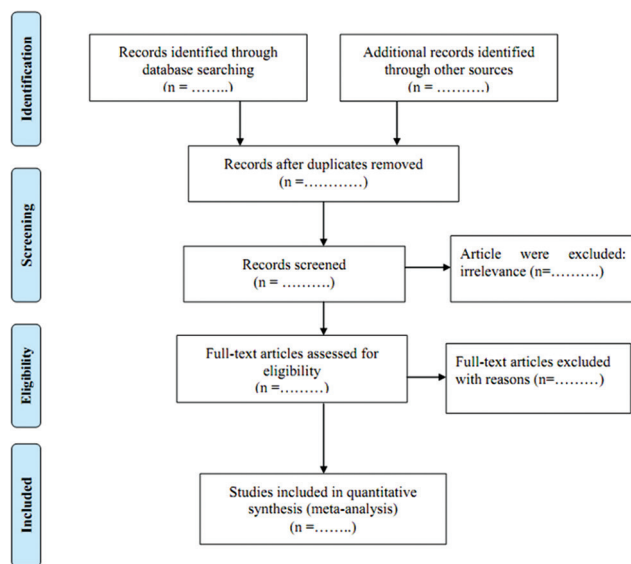 Identification
Records identified through
database searching
(n = ……..)
Additional records identified
through other sources
(n = ……….)
Records after duplicates removed
(n =…………)
Screening
Records screened
(n = ……….)
Article were excluded:
irrelevance (n=……….)
Eligibility
Full-text articles assessed for
eligibility
(n =………)
Full-text articles excluded
with reasons (n=………)
Included
Studies included in quantitative
synthesis (meta-analysis)
(n =……..)